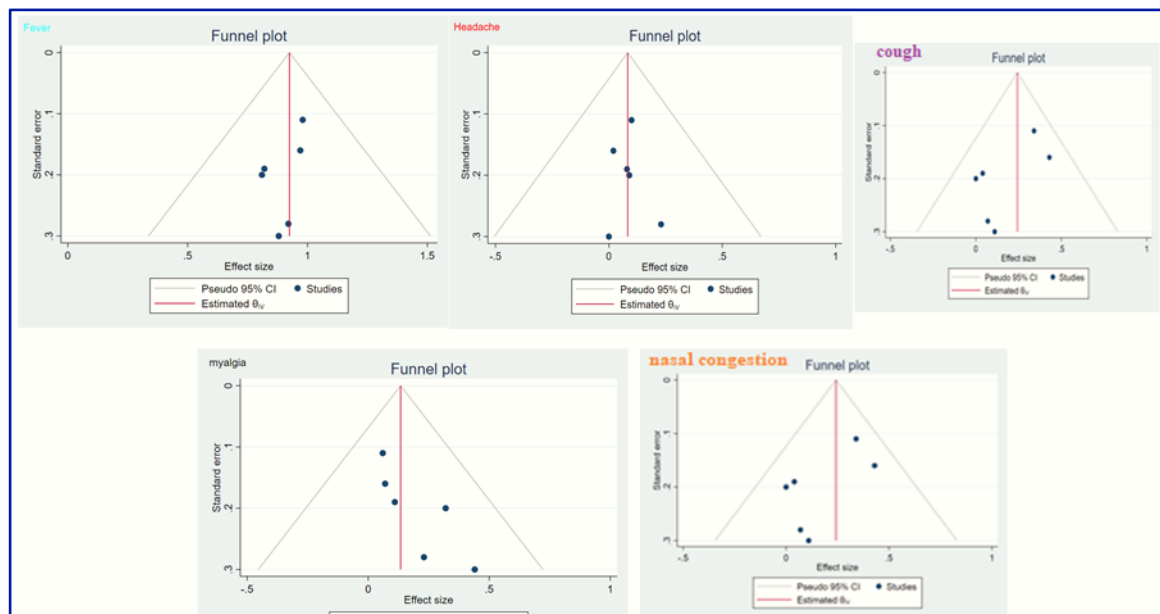 Fever
Funnel plot
0
.1
.2
.3
Standard error
0
.5
1
1.5
Effect size
Pseudo 95% CI
Studies
Estimated θIV
Headache
Funnel plot
0
.1
.2
.3
Standard error
-.5
0
.5
1
Effect size
Pseudo 95% CI
Studies
Estimated θIV
cough
Funnel plot
0
.1
.2
.3
Standard error
-.5
0
.5
1
Effect size
Pseudo 95% CI
Studies
Estimated θIV
myalgia
Funnel plot
0
.1
.2
.3
Standard error
-.5
0
.5
1
Effect size
nasal congestion
Funnel plot
0
.1
.2
.3
Standard error
-.5
0
.5
1
Effect size
Pseudo 95% CI
Studies
Estimated θIV